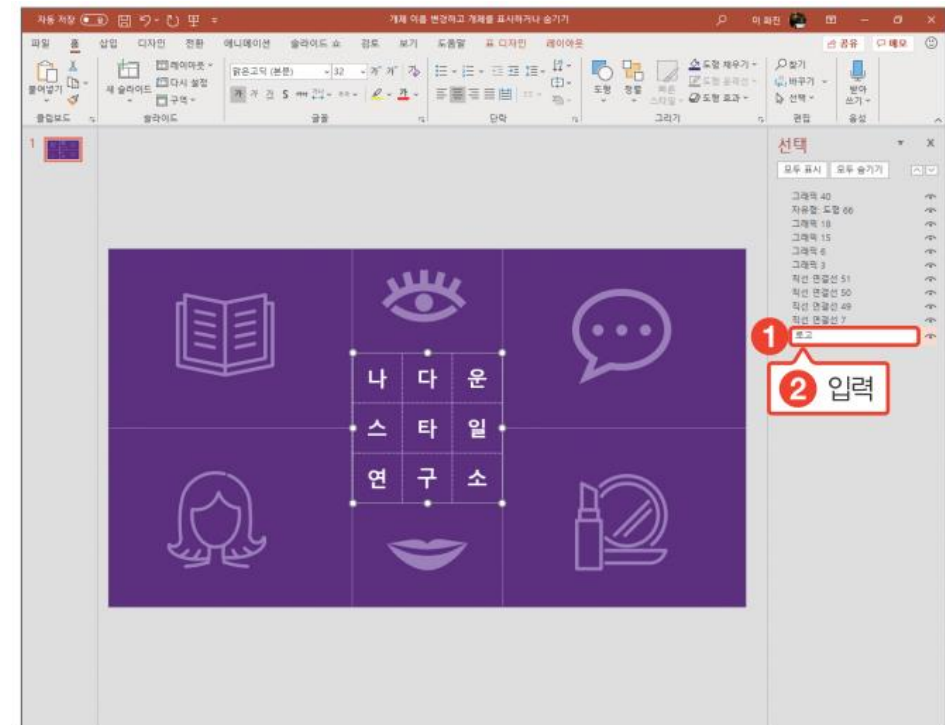 자동 저장
개체 이름 변경하고 개체를 표시하거나 숨기기
이 화진
파일 홈 삽입 디자인 전환 애니메이션 슬라이드 쇼 검토 보기 도움말 표 디자인 레이아웃
공유 메모
붙여넣기
새 슬라이드
레이아웃
다시 설정
구역
맑은고딕 (본문) 32
도형 정렬 빠른 스타일
도형 채우기
도형 윤곽선
도형 효과
찾기
바꾸기
선택
받아쓰기
클립보드 슬라이드 글꼴 단락 그리기 편집 음성
1
선택
모두 표시 모두 숨기기
그래픽 40
자유형: 도형 66
그래픽 18
그래픽 15
그래픽 6
그래픽 3
직선 연결선 51
직선 연결선 50
직선 연결선 49
직선 연결선 7
1 로고
2 입력
나 다 운
스 타 일
연 구 소